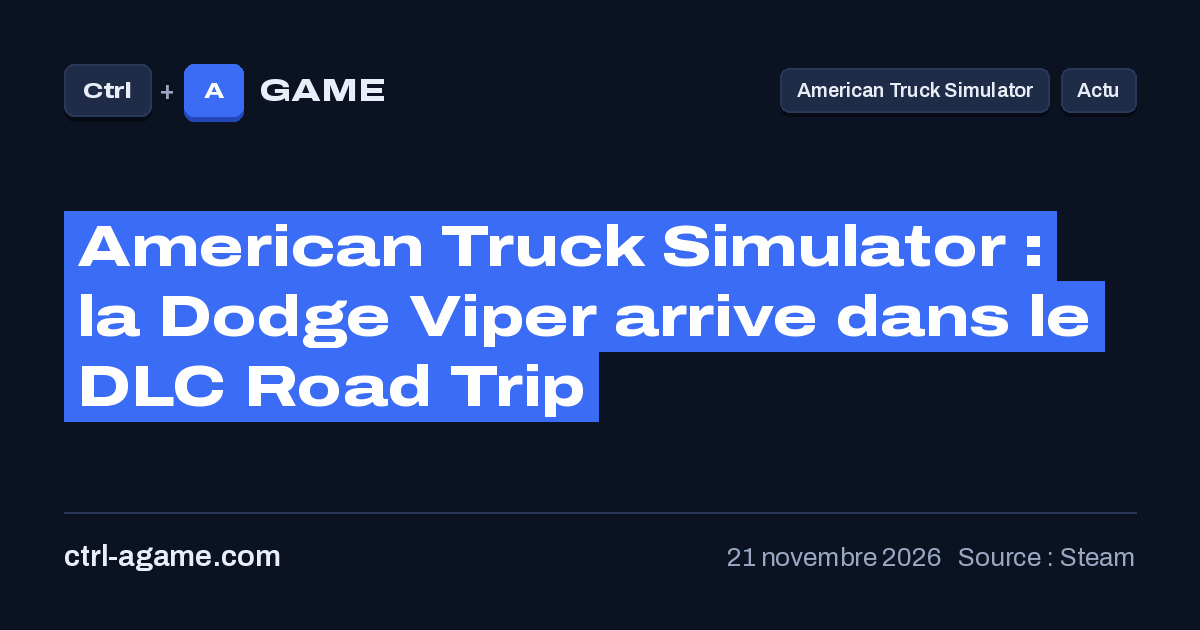 Ctrl + A GAME
American Truck Simulator
Actu
American Truck Simulator :
la Dodge Viper arrive dans le
DLC Road Trip
ctrl-agame.com
21 novembre 2026 Source : Steam